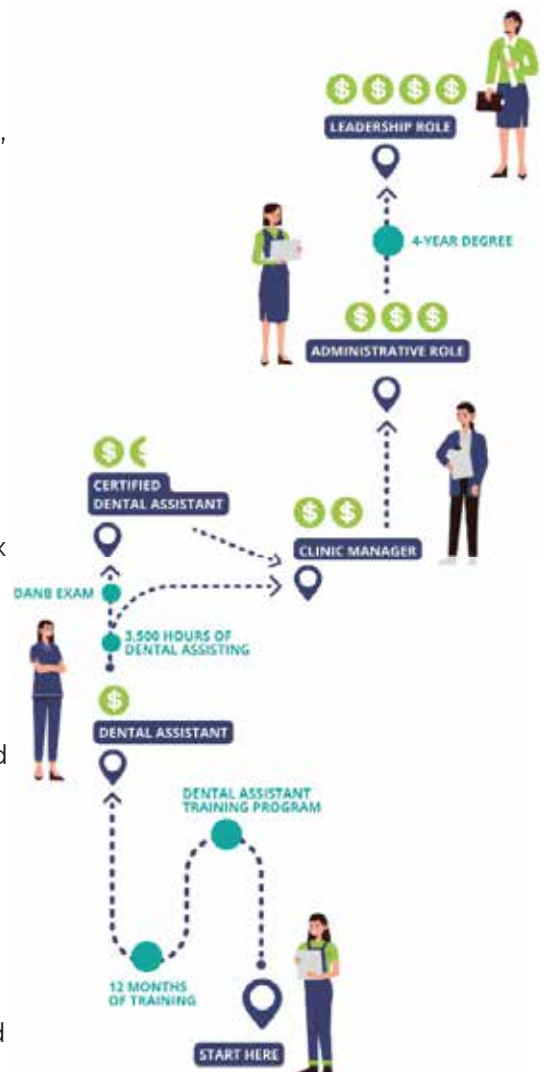 $ $ $ $
LEADERSHIP ROLE
4-YEAR DEGREE
$ $ $
ADMINISTRATIVE ROLE
$
CERTIFIED
DENTAL ASSISTANT
$ $
CLINIC MANAGER
DANB EXAM
3,500 HOURS OF
DENTAL ASSISTING
$
DENTAL ASSISTANT
DENTAL ASSISTANT
TRAINING PROGRAM
12 MONTHS
OF TRAINING
START HERE